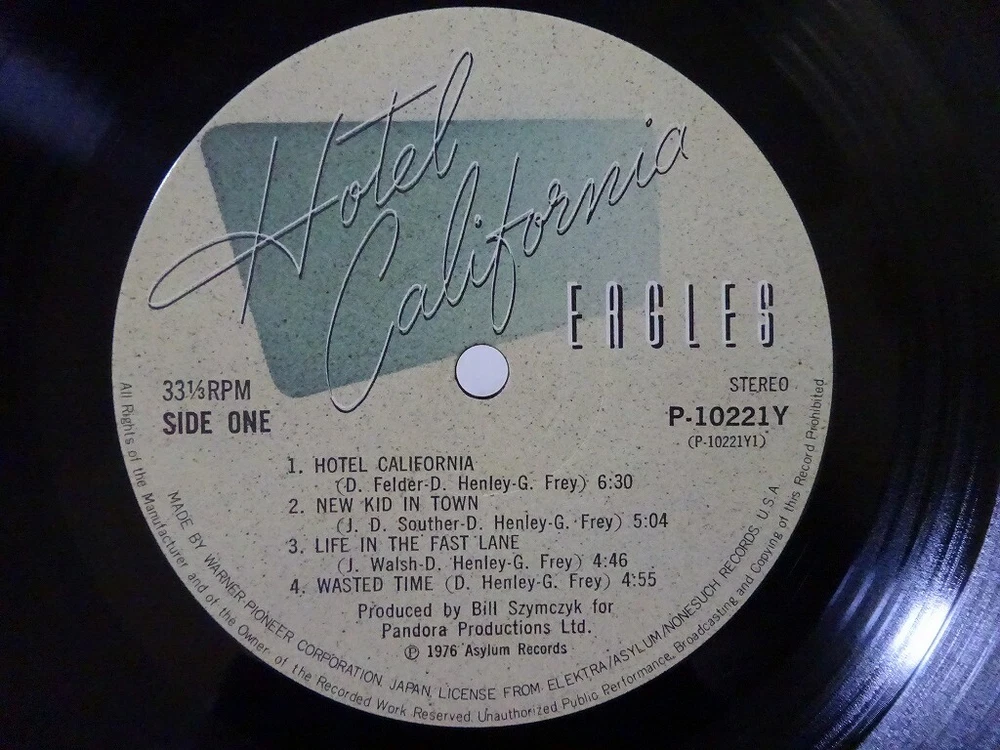 Hotel
California
EAGLES
33⅓RPM
SIDE ONE
STEREO
P-10221Y
(P-10221Y1)
1. HOTEL CALIFORNIA
(D. Felder-D. Henley-G. Frey) 6:30
2. NEW KID IN TOWN
(J. D. Souther-D. Henley-G. Frey) 5:04
3. LIFE IN THE FAST LANE
(J. Walsh-D. Henley-G. Frey) 4:46
4. WASTED TIME (D. Henley-G. Frey) 4:55
Produced by Bill Szymczyk for
Pandora Productions Ltd.
Ⓟ 1976 Asylum Records
MADE BY WARNER-PIONEER CORPORATION, JAPAN, LICENSE FROM ELEKTRA/ASYLUM/NONESUCH RECORDS U.S.A
All Rights of the Manufacturer and of the Owner of the Recorded Work Reserved. Unauthorized Public Performance, Broadcasting and Copying of this Record Prohibited